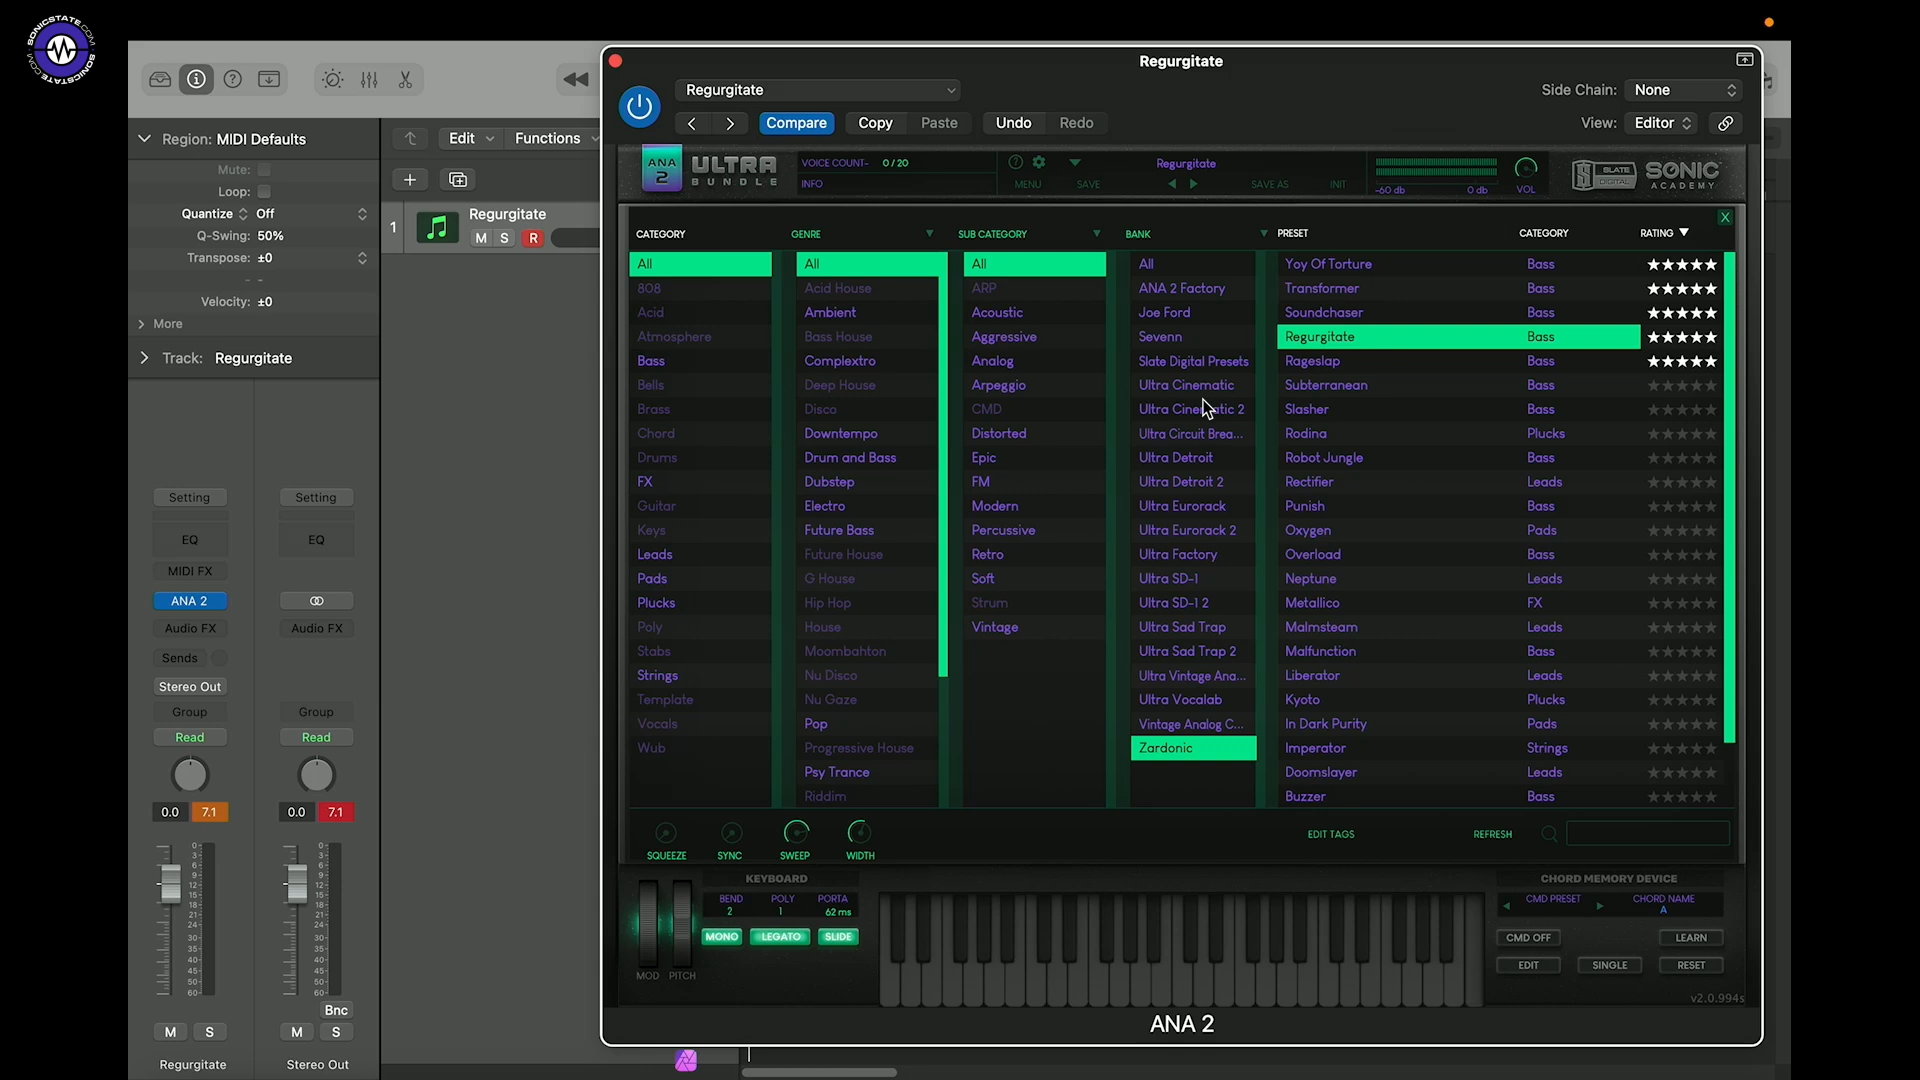 SONICSTATE.COM
Region: MIDI Defaults
Mute:
Loop:
Quantize Off
Q-Swing: 50%
Transpose: ±0
Velocity: ±0
More
Track: Regurgitate
Setting Setting
EQ EQ
MIDI FX
ANA 2
Audio FX Audio FX
Sends
Stereo Out
Group Group
Read Read
0.0 7.1 0.0 7.1
Bnc
M S M S
Regurgitate Stereo Out
Edit Functions
1 Regurgitate
M S R
Regurgitate
Regurgitate
Side Chain: None
Compare Copy Paste Undo Redo
View: Editor
ANA 2 ULTRA BUNDLE
VOICE COUNT- 0 / 20
INFO
MENU SAVE
Regurgitate
SAVE AS INIT
-60 db 0 db VOL
SLATE DIGITAL SONIC ACADEMY
X
CATEGORY GENRE SUB CATEGORY BANK PRESET CATEGORY RATING
All All All All Yoy Of Torture Bass
808 Acid House ARP ANA 2 Factory Transformer Bass
Acid Ambient Acoustic Joe Ford Soundchaser Bass
Atmosphere Bass House Aggressive Sevenn Regurgitate Bass
Bass Complextro Analog Slate Digital Presets Rageslap Bass
Bells Deep House Arpeggio Ultra Cinematic Subterranean Bass
Brass Disco CMD Ultra Cinematic 2 Slasher Bass
Chord Downtempo Distorted Ultra Circuit Brea... Rodina Plucks
Drums Drum and Bass Epic Ultra Detroit Robot Jungle Bass
FX Dubstep FM Ultra Detroit 2 Rectifier Leads
Guitar Electro Modern Ultra Eurorack Punish Bass
Keys Future Bass Percussive Ultra Eurorack 2 Oxygen Pads
Leads Future House Retro Ultra Factory Overload Bass
Pads G House Soft Ultra SD-1 Neptune Leads
Plucks Hip Hop Strum Ultra SD-1 2 Metallico FX
Poly House Vintage Ultra Sad Trap Malmsteam Leads
Stabs Moombahton Ultra Sad Trap 2 Malfunction Bass
Strings Nu Disco Ultra Vintage Ana... Liberator Leads
Template Nu Gaze Ultra Vocalab Kyoto Plucks
Vocals Pop Vintage Analog C... In Dark Purity Pads
Wub Progressive House Zardonic Imperator Strings
Psy Trance Doomslayer Leads
Riddim Buzzer Bass
SQUEEZE SYNC SWEEP WIDTH EDIT TAGS REFRESH
KEYBOARD
BEND POLY PORTA
2 1 62 ms
MONO LEGATO SLIDE
MOD PITCH
CHORD MEMORY DEVICE
CMD PRESET CHORD NAME
A
CMD OFF LEARN
EDIT SINGLE RESET
v2.0.994s
ANA 2